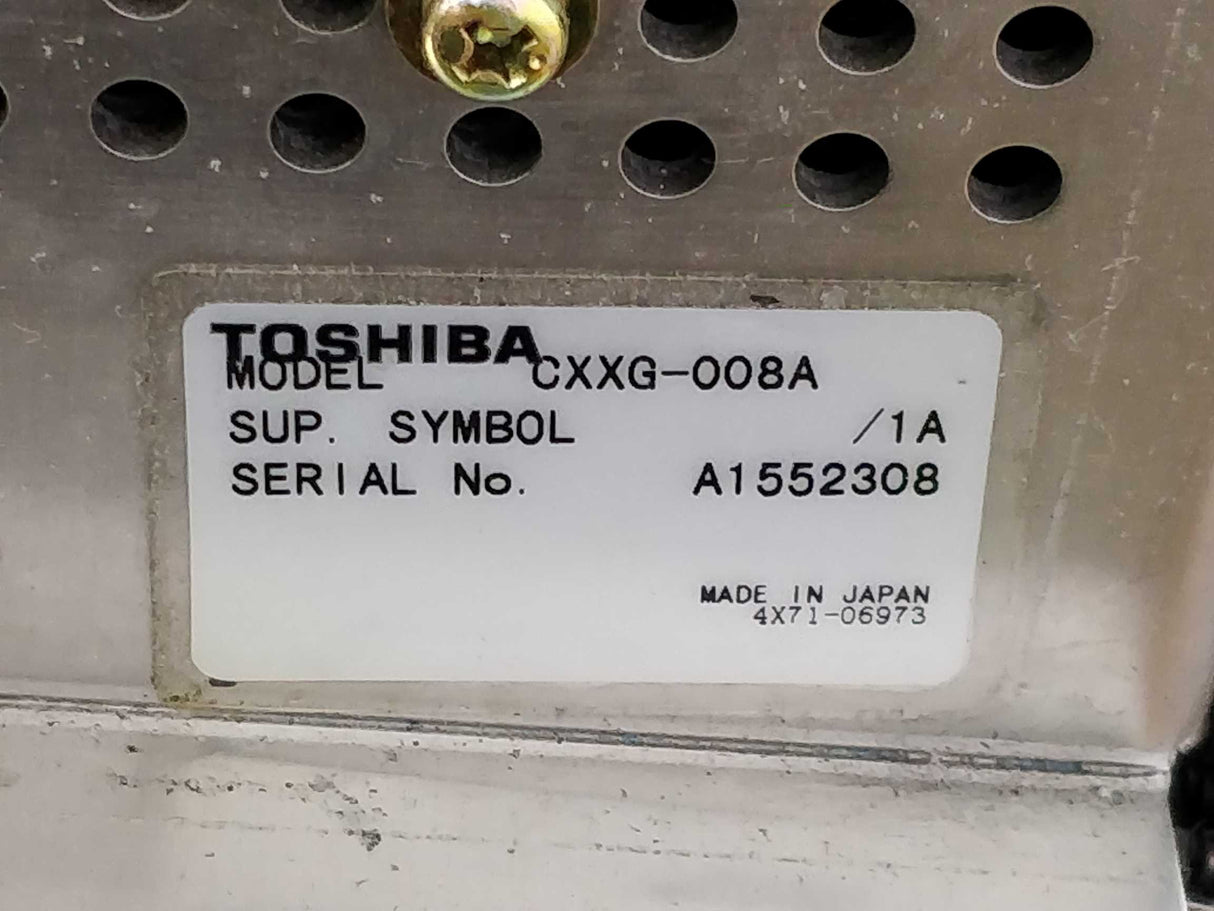 TOSHIBA
MODEL CXXG-008A
SUP. SYMBOL /1A
SERIAL No. A1552308
MADE IN JAPAN
4X71-06973